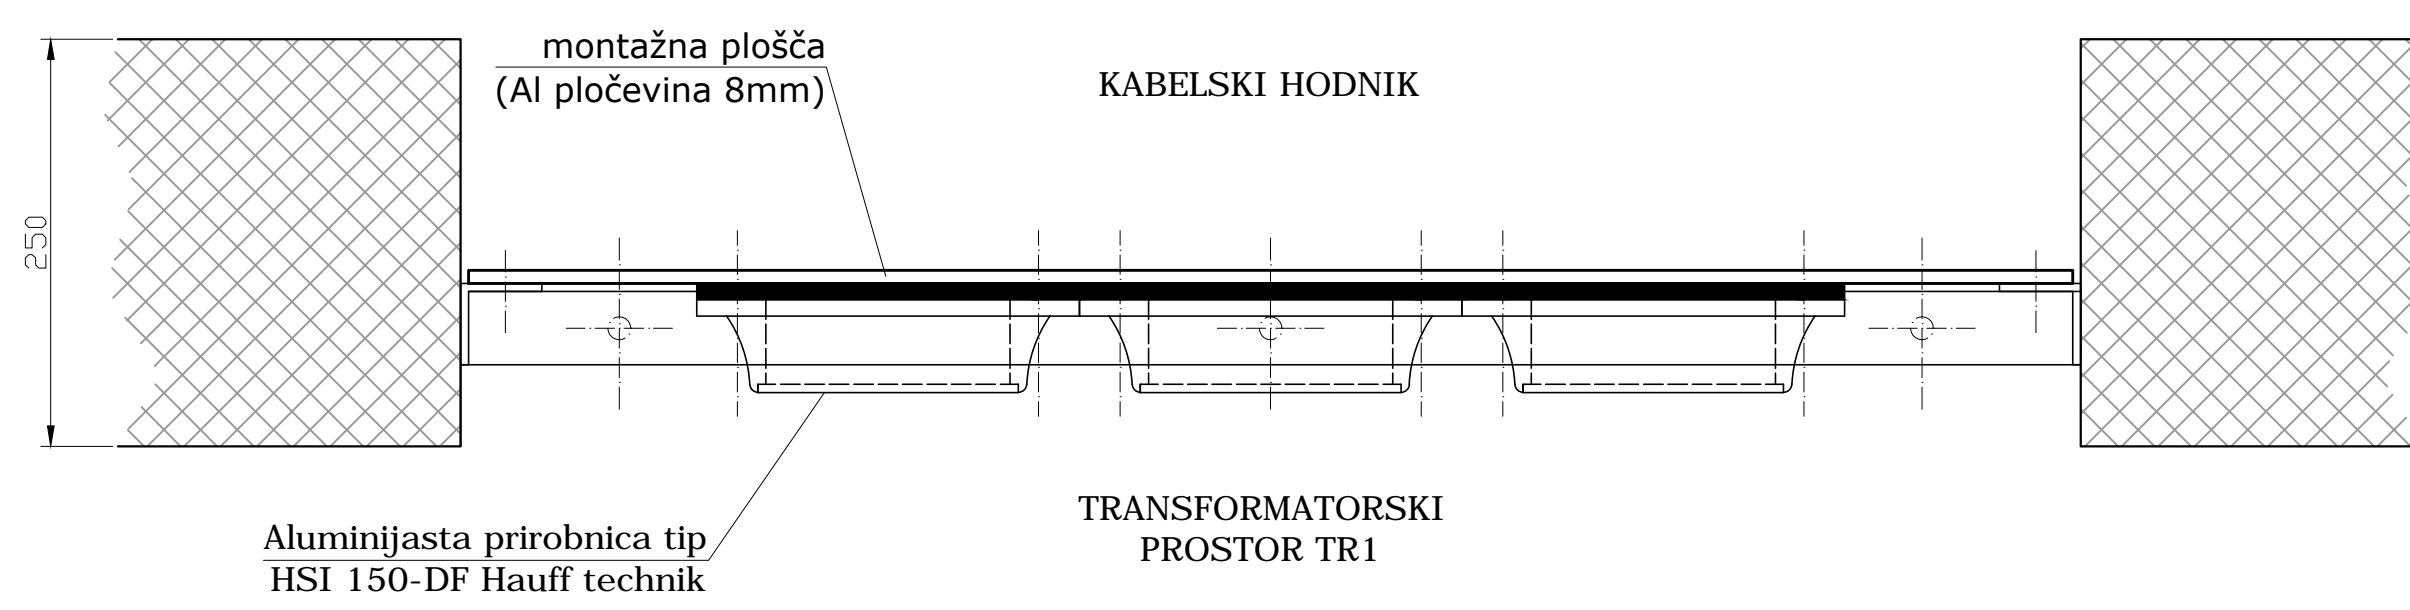 montažna plošča
(Al pločevina 8mm)
KABELSKI HODNIK
250
TRANSFORMATORSKI
PROSTOR TR1
Aluminijasta prirobnica tip
HSI 150-DF Hauff technik